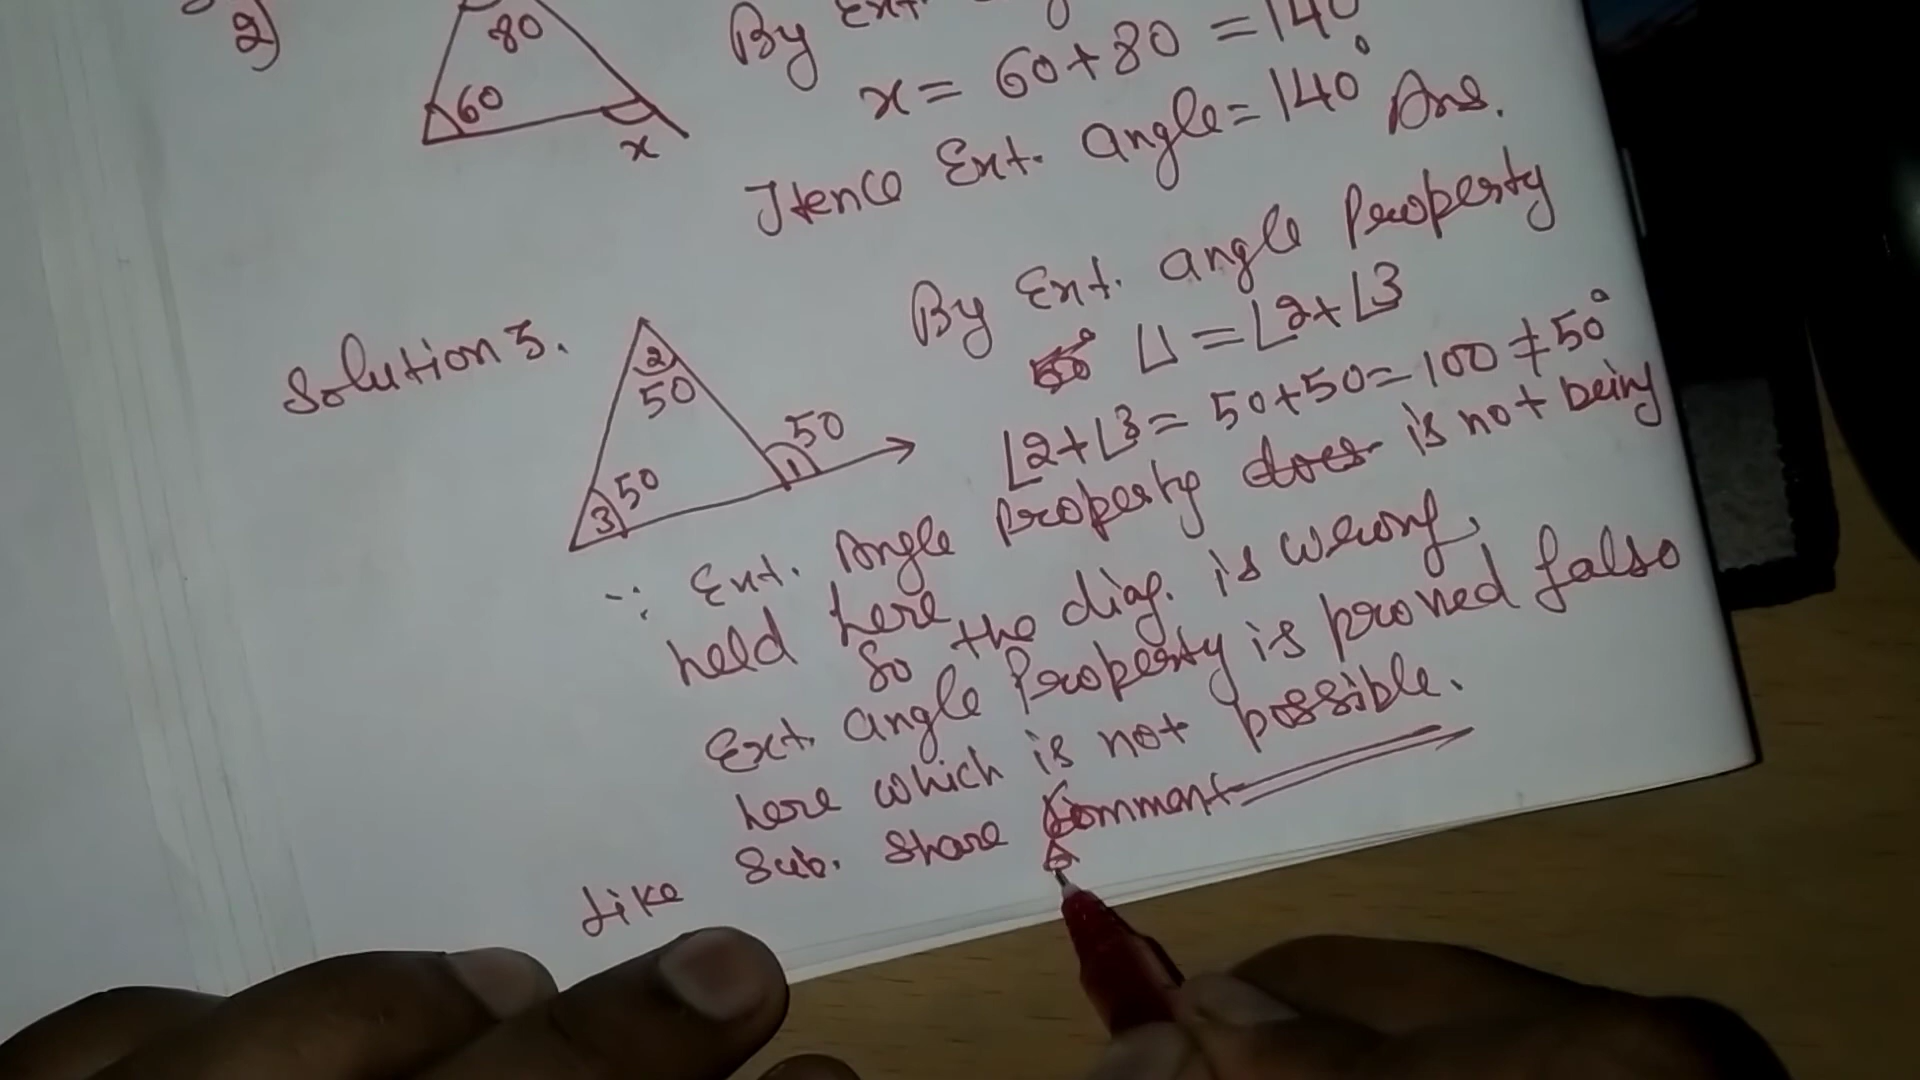 2)
80
60
x
By Ext.
x = 60+80 = 140°
Hence Ext. angle = 140° Ans.
Solution 3.
2
50
50
1
3
50
By Ext. angle Property
∠1 = ∠2+∠3
∠2+∠3 = 50+50 = 100 ≠ 50°
∵ Ext. Angle property does is not being
held here
So the diag. is wrong.
Ext. angle Property is proved false
here which is not possible.
Like Sub. Share Comment